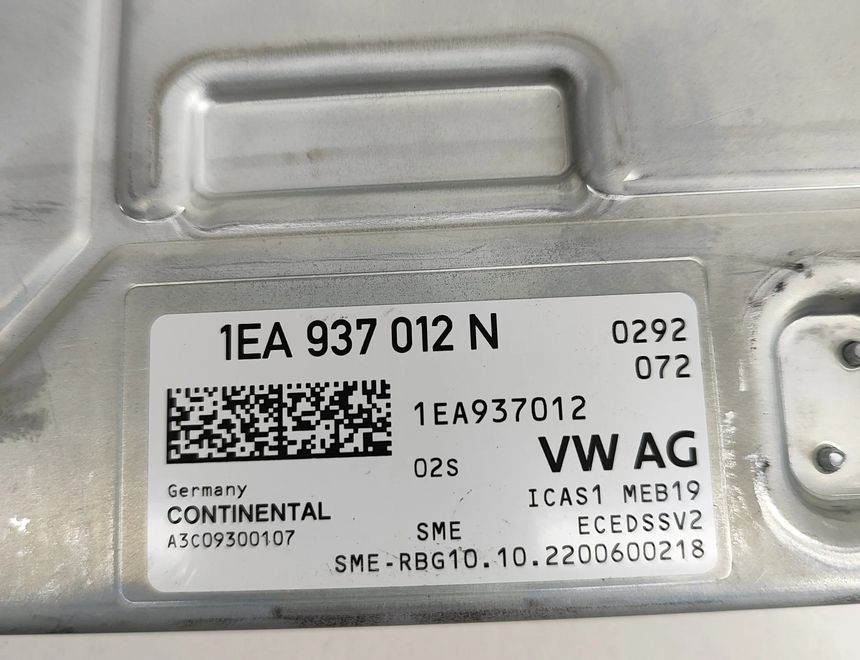 1EA 937 012 N
0292
072
1EA937012
02S
VW AG
Germany
CONTINENTAL
A3C09300107
ICAS1 MEB19
SME
ECEDSSV2
SME-RBG10.10.2200600218